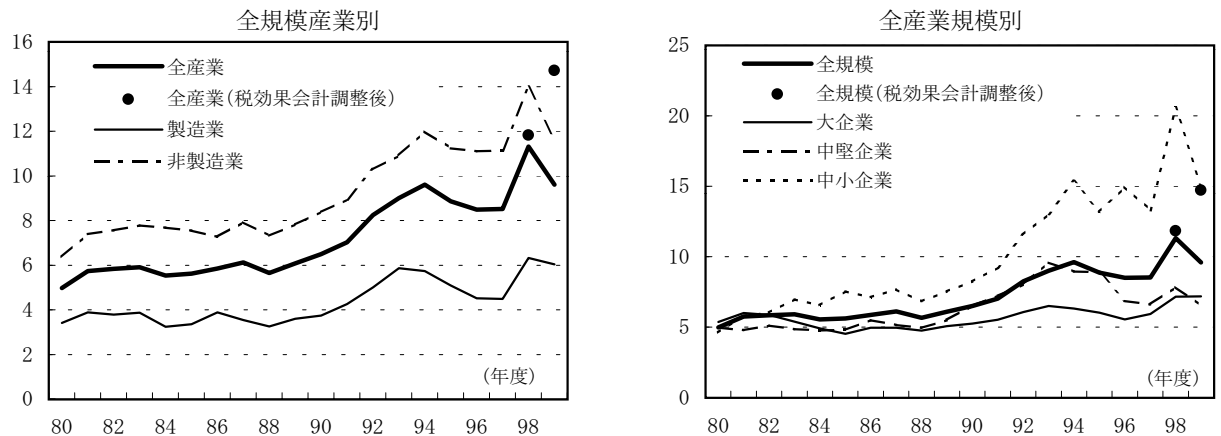 全規模産業別
16
14
12
10
8
6
4
2
0
全産業
全産業(税効果会計調整後)
製造業
非製造業
(年度)
80 82 84 86 88 90 92 94 96 98
全産業規模別
25
20
15
10
5
0
全規模
全規模(税効果会計調整後)
大企業
中堅企業
中小企業
(年度)
80 82 84 86 88 90 92 94 96 98